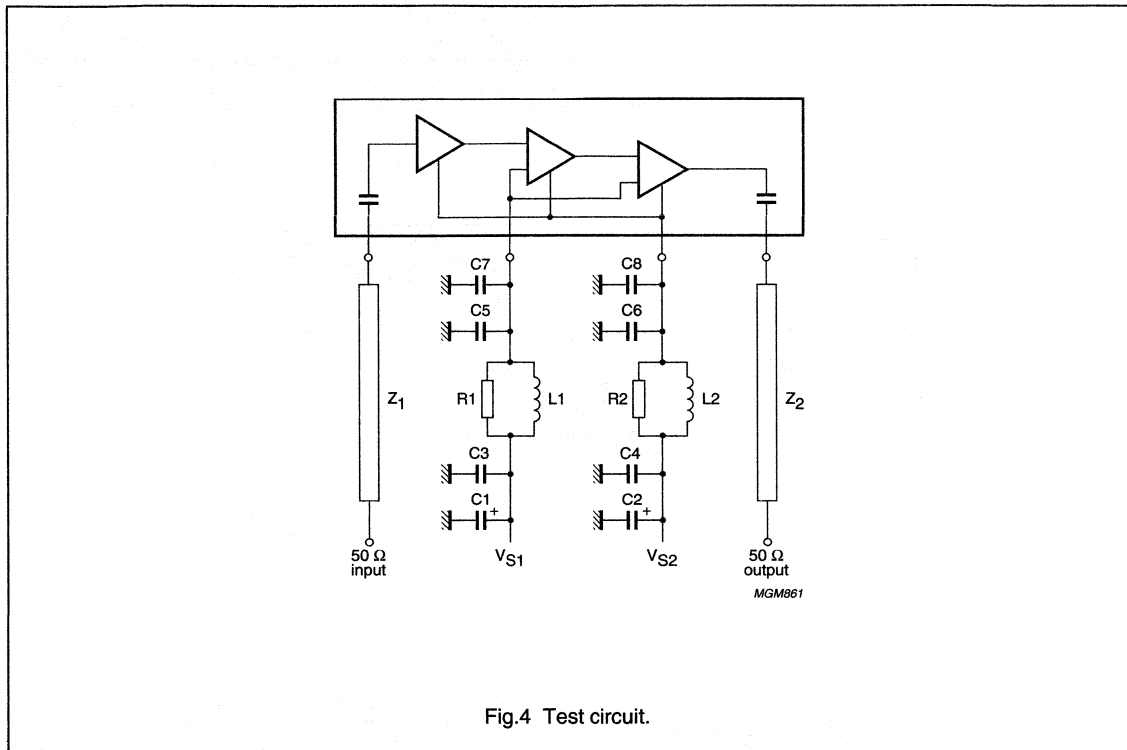 C7
C8
C5
C6
Z1
R1
L1
R2
L2
Z2
C3
C4
C1
+
C2
+
50 Ω
input
VS1
VS2
50 Ω
output
MGM861
Fig.4 Test circuit.